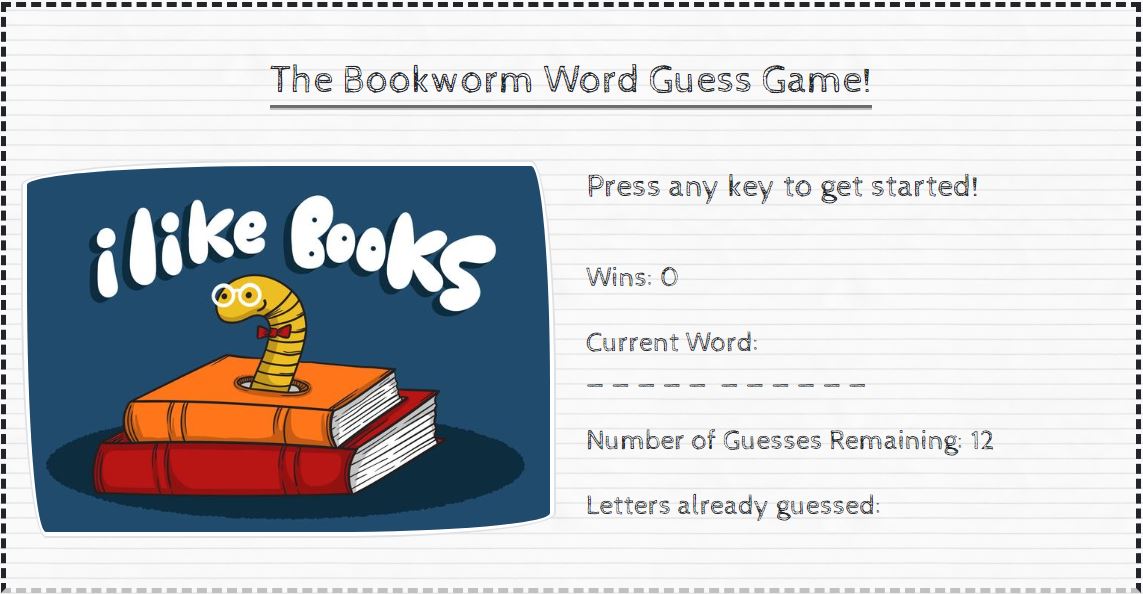 The Bookworm Word Guess Game!
i like Books
Press any key to get started!
Wins: 0
Current Word:
_ _ _ _ _  _ _ _ _ _ _
Number of Guesses Remaining: 12
Letters already guessed: